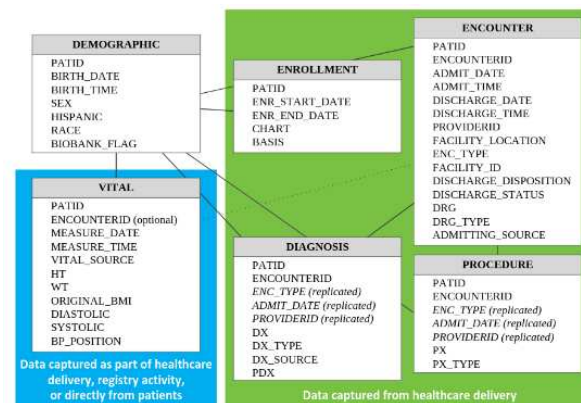 DEMOGRAPHIC
PATID
BIRTH_DATE
BIRTH_TIME
SEX
HISPANIC
RACE
BIOBANK_FLAG
ENROLLMENT
PATID
ENR_START_DATE
ENR_END_DATE
CHART
BASIS
ENCOUNTER
PATID
ENCOUNTERID
ADMIT_DATE
ADMIT_TIME
DISCHARGE_DATE
DISCHARGE_TIME
PROVIDERID
FACILITY_LOCATION
ENC_TYPE
FACILITY_ID
DISCHARGE_DISPOSITION
DISCHARGE_STATUS
DRG
DRG_TYPE
ADMITTING_SOURCE
VITAL
PATID
ENCOUNTERID (optional)
MEASURE_DATE
MEASURE_TIME
VITAL_SOURCE
HT
WT
ORIGINAL_BMI
DIASTOLIC
SYSTOLIC
BP_POSITION
DIAGNOSIS
PATID
ENCOUNTERID
ENC_TYPE (replicated)
ADMIT_DATE (replicated)
PROVIDERID (replicated)
DX
DX_TYPE
DX_SOURCE
PDX
PROCEDURE
PATID
ENCOUNTERID
ENC_TYPE (replicated)
ADMIT_DATE (replicated)
PROVIDERID (replicated)
PX
PX_TYPE
Data captured as part of healthcare
delivery, registry activity,
or directly from patients
Data captured from healthcare delivery